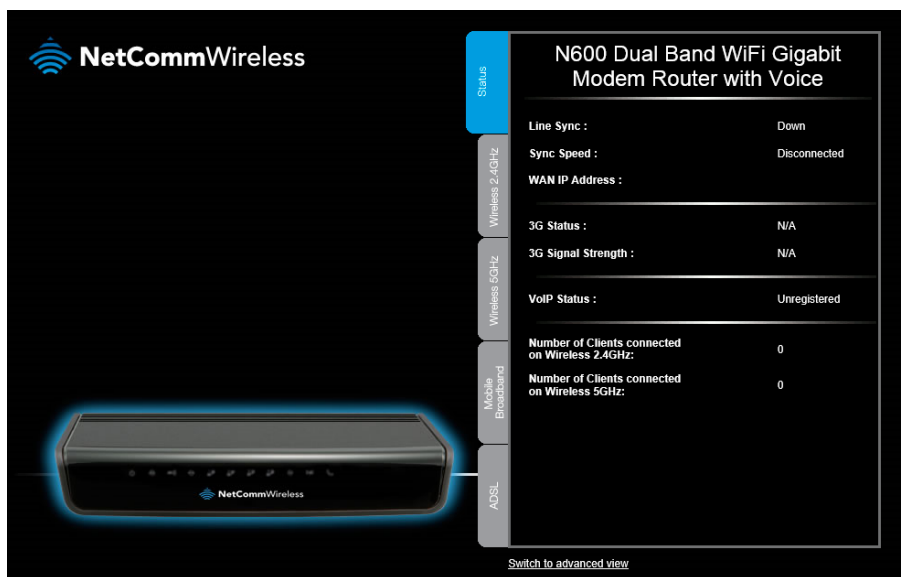 NetCommWireless
Status
Wireless 2.4GHz
Wireless 5GHz
Mobile
Broadband
ADSL
N600 Dual Band WiFi Gigabit
Modem Router with Voice
Line Sync : Down
Sync Speed : Disconnected
WAN IP Address :
3G Status : N/A
3G Signal Strength : N/A
VoIP Status : Unregistered
Number of Clients connected
on Wireless 2.4GHz: 0
Number of Clients connected
on Wireless 5GHz: 0
NetCommWireless
Switch to advanced view